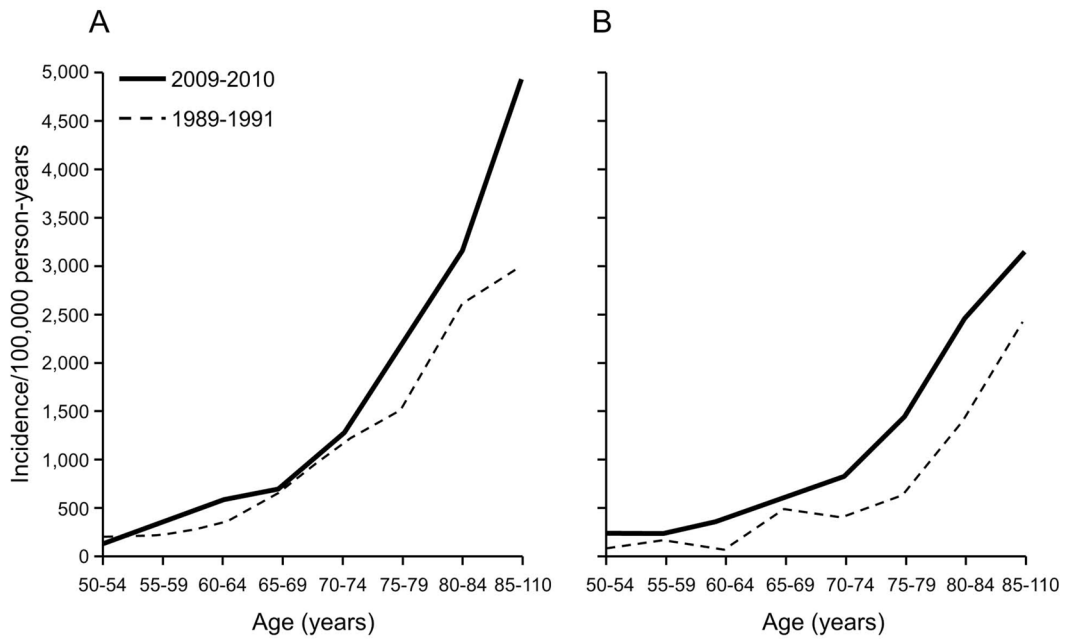 A
B
Incidence/100,000 person-years
5,000
4,500
4,000
3,500
3,000
2,500
2,000
1,500
1,000
500
0
2009-2010
1989-1991
50-54 55-59 60-64 65-69 70-74 75-79 80-84 85-110
Age (years)
50-54 55-59 60-64 65-69 70-74 75-79 80-84 85-110
Age (years)